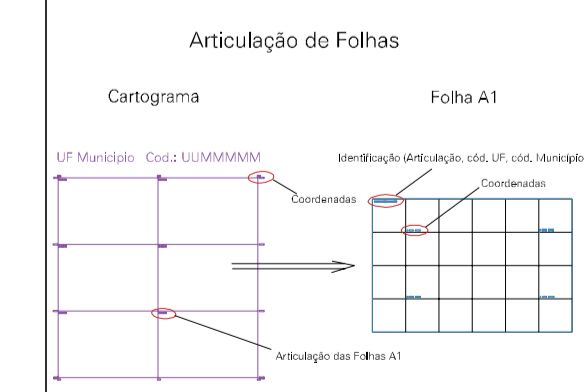 Articulação de Folhas
Cartograma
Folha A1
UF Municipio Cod.: UUMMMMM
Identificação (Articulação, cód. UF, cód. Município
Coordenadas
Coordenadas
Articulação das Folhas A1